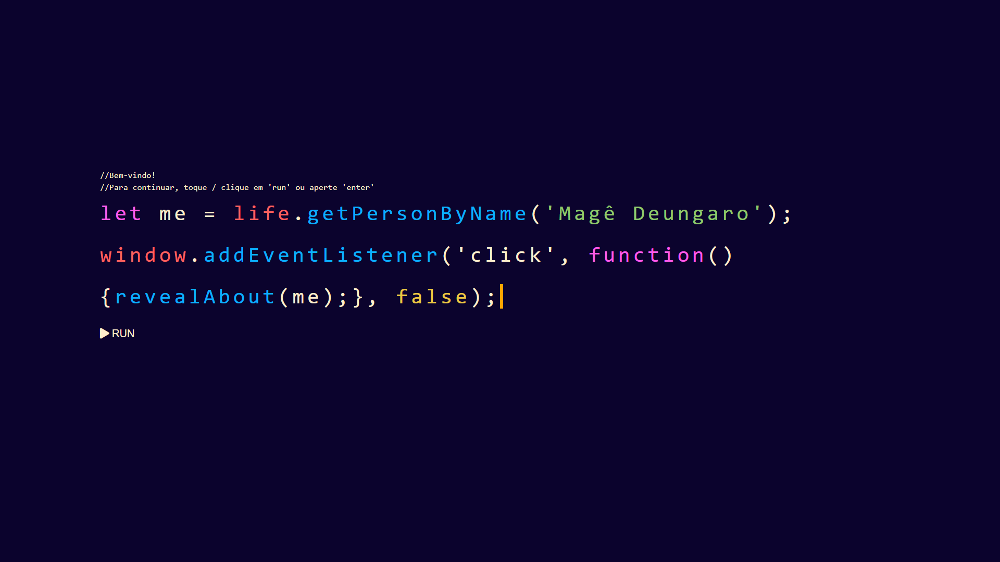 //Bem-vindo!
//Para continuar, toque / clique em 'run' ou aperte 'enter'
let me = life.getPersonByName('Magê Deungaro');
window.addEventListener('click', function()
{revealAbout(me);}, false);
RUN